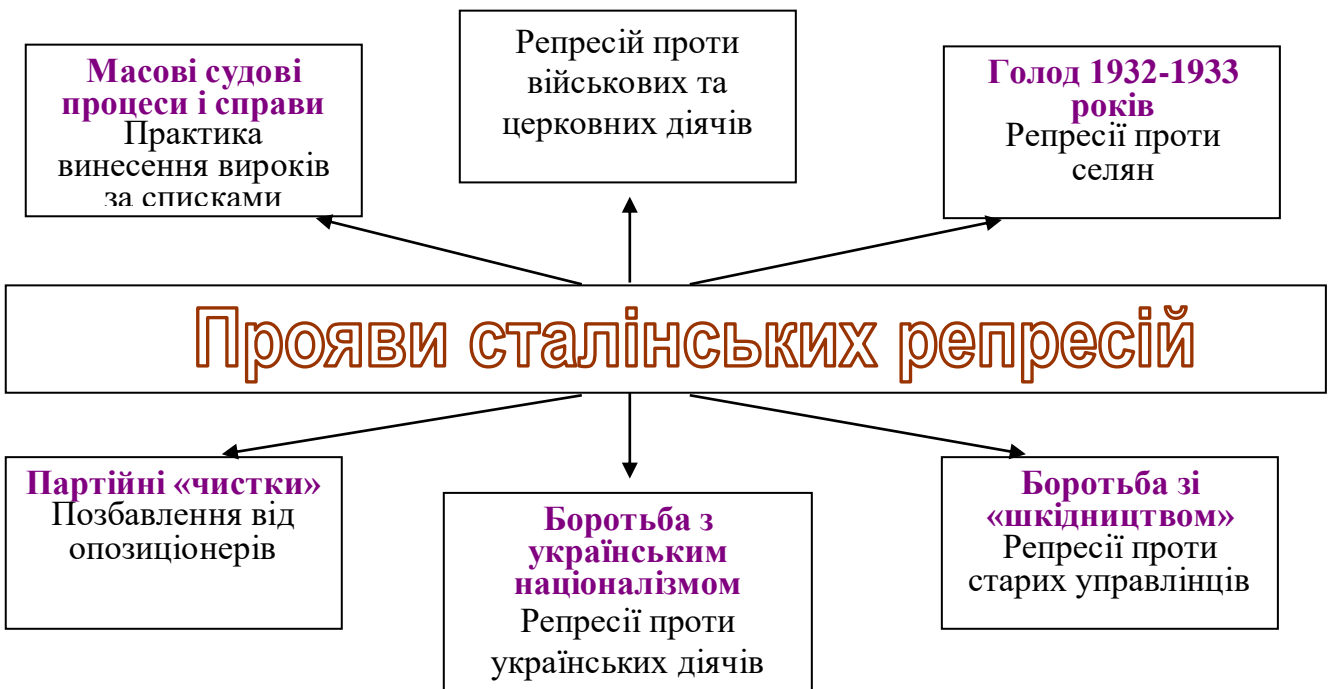 Масові судові
процеси і справи
Практика
винесення вироків
за списками
Репресій проти
військових та
церковних діячів
Голод 1932-1933
років
Репресії проти
селян
Прояви сталінських репресій
Партійні «чистки»
Позбавлення від
опозиціонерів
Боротьба з
українським
націоналізмом
Репресії проти
українських діячів
Боротьба зі
«шкідництвом»
Репресії проти
старих управлінців